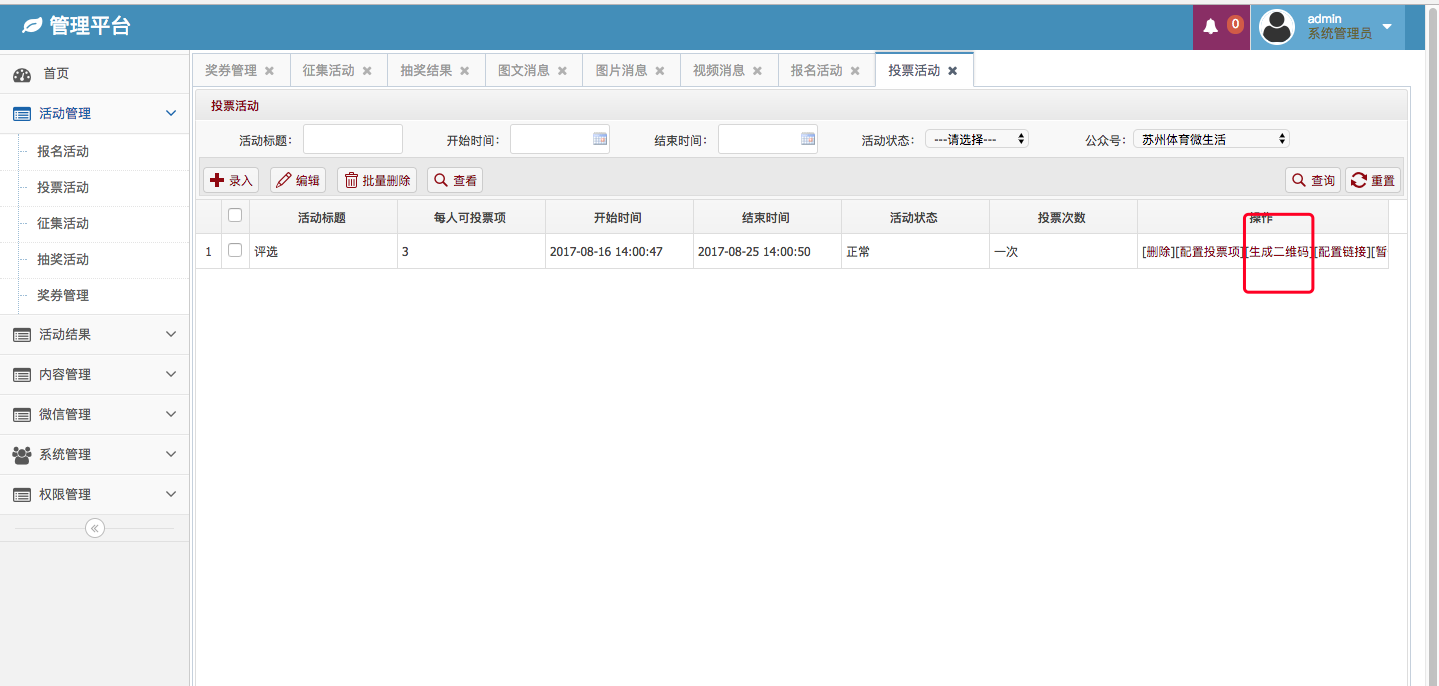 管理平台
0
admin
系统管理员
首页
活动管理
报名活动
投票活动
征集活动
抽奖活动
奖券管理
活动结果
内容管理
微信管理
系统管理
权限管理
奖券管理 征集活动 抽奖结果 图文消息 图片消息 视频消息 报名活动 投票活动
投票活动
活动标题： 开始时间： 结束时间： 活动状态： ---请选择--- 公众号： 苏州体育微生活
录入 编辑 批量删除 查看 查询 重置
活动标题 每人可投票项 开始时间 结束时间 活动状态 投票次数 操作
1 评选 3 2017-08-16 14:00:47 2017-08-25 14:00:50 正常 一次 [删除][配置投票项][生成二维码][配置链接][暂